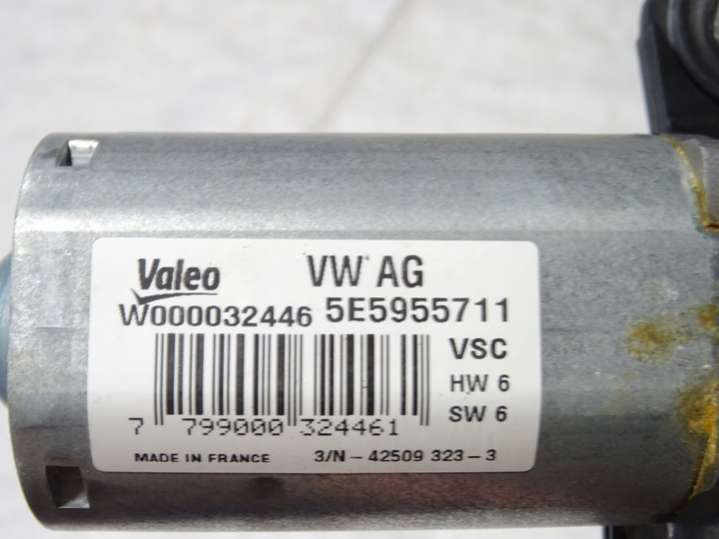 Valeo VW AG
W000032446 5E5955711
VSC
HW 6
SW 6
7 799000 324461
MADE IN FRANCE 3/N - 42509 323 - 3